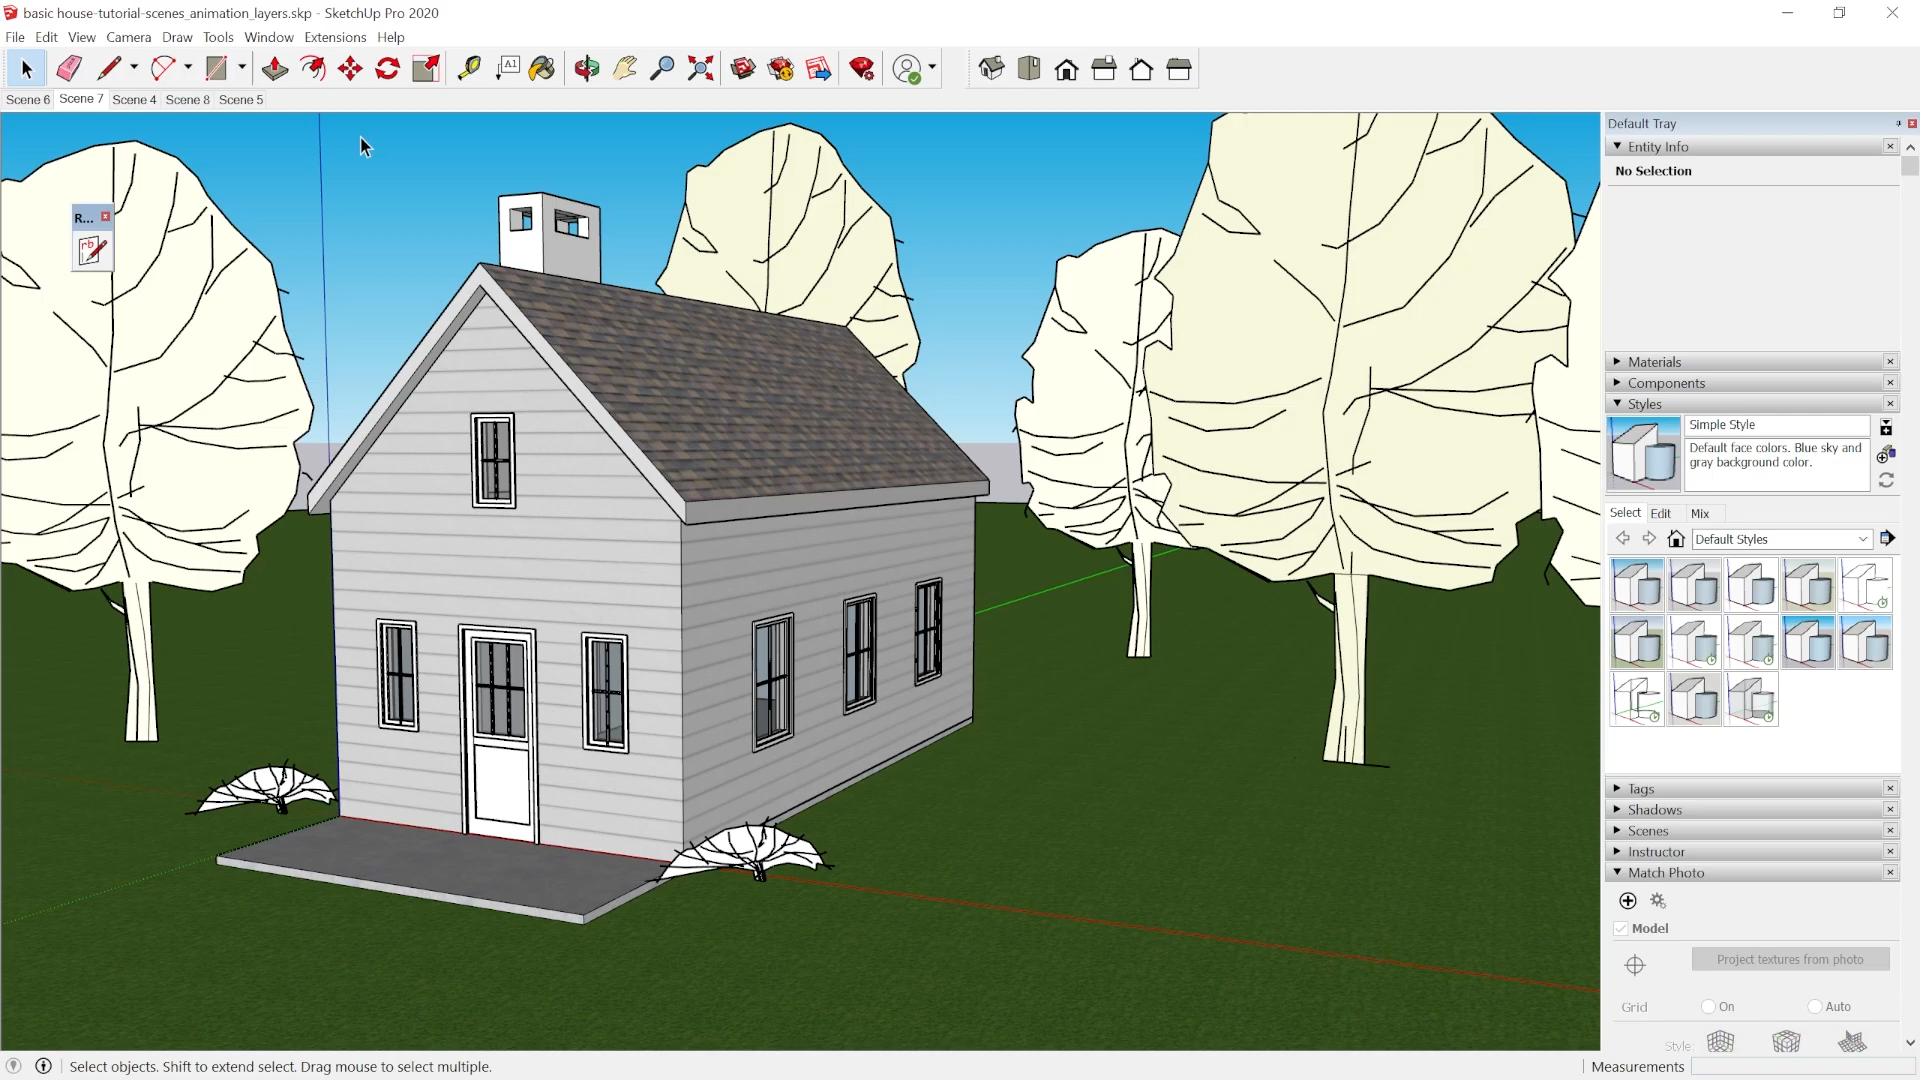 basic house-tutorial-scenes_animation_layers.skp - SketchUp Pro 2020
File Edit View Camera Draw Tools Window Extensions Help
A1
Scene 6 Scene 7 Scene 4 Scene 8 Scene 5
R...
rb
Default Tray
Entity Info
No Selection
Materials
Components
Styles
Simple Style
Default face colors. Blue sky and
gray background color.
Select Edit Mix
Default Styles
Tags
Shadows
Scenes
Instructor
Match Photo
Model
Project textures from photo
Grid On Auto
Style:
Select objects. Shift to extend select. Drag mouse to select multiple.
Measurements